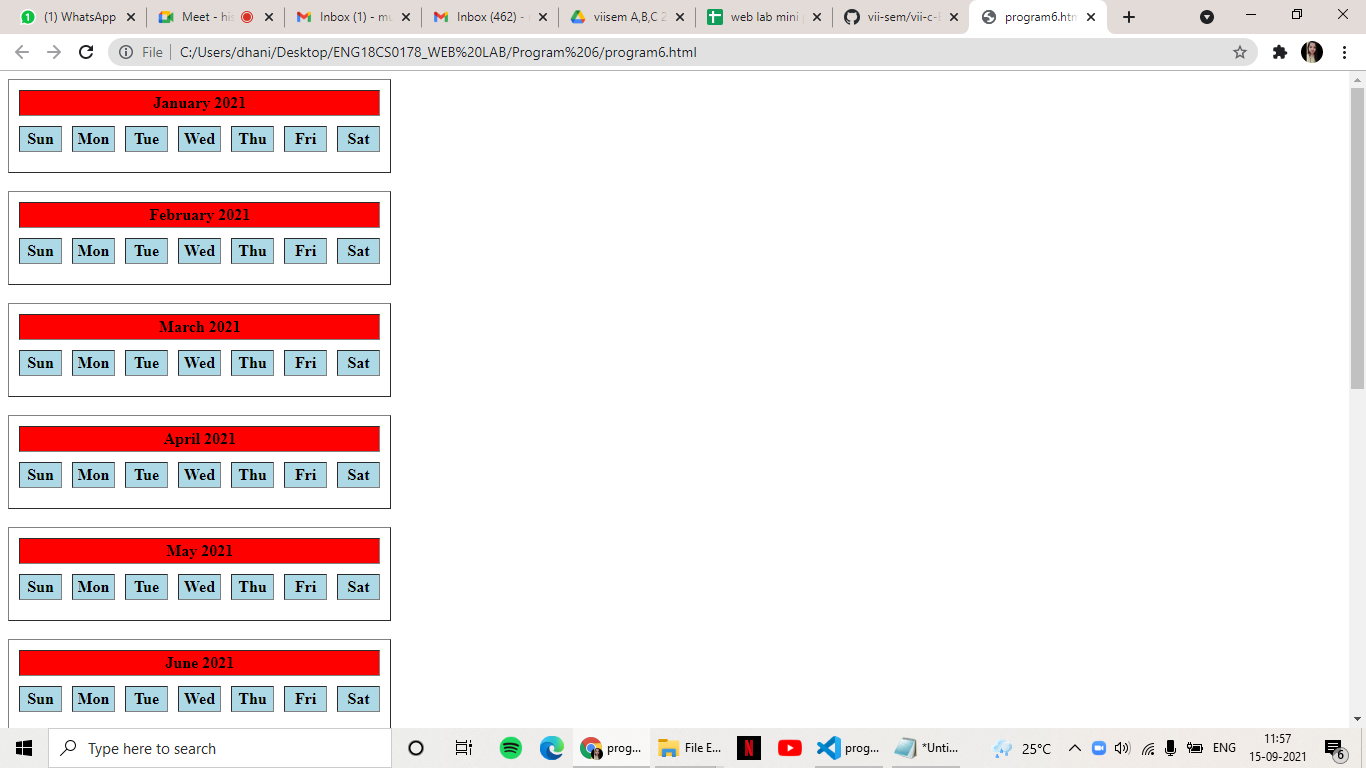 (1) WhatsApp
Meet - his
Inbox (1) - mu
Inbox (462) -
viisem A,B,C 2
web lab mini
vii-sem/vii-c-
program6.htm
File
C:/Users/dhani/Desktop/ENG18CS0178_WEB%20LAB/Program%206/program6.html
January 2021
Sun Mon Tue Wed Thu Fri Sat
February 2021
Sun Mon Tue Wed Thu Fri Sat
March 2021
Sun Mon Tue Wed Thu Fri Sat
April 2021
Sun Mon Tue Wed Thu Fri Sat
May 2021
Sun Mon Tue Wed Thu Fri Sat
June 2021
Sun Mon Tue Wed Thu Fri Sat
Type here to search
prog...
File E...
prog...
*Unti...
25°C
ENG
11:57
15-09-2021
6